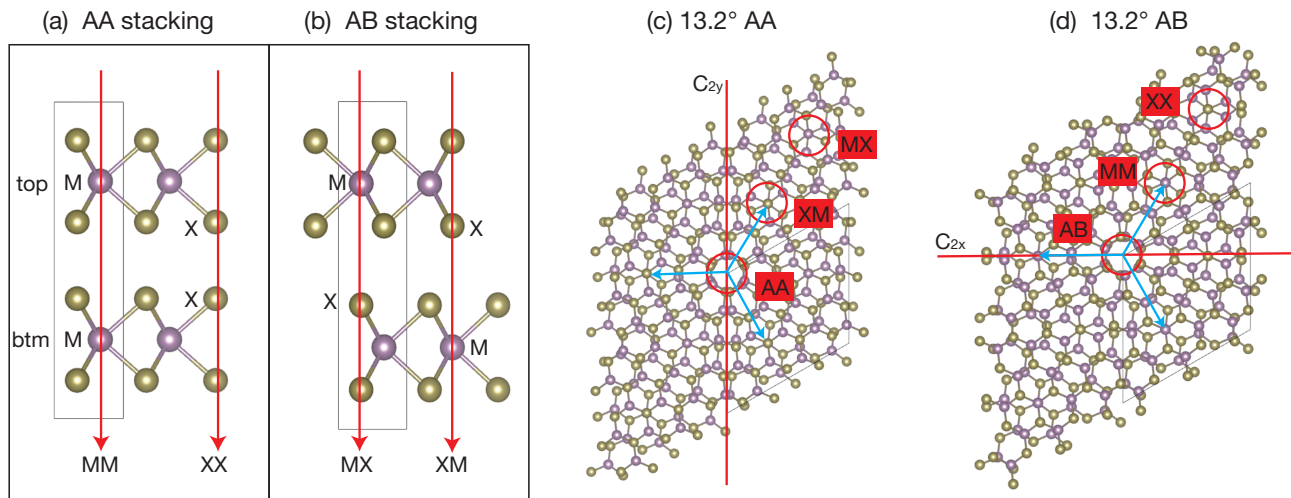 (a) AA stacking
(b) AB stacking
(c) 13.2° AA
(d) 13.2° AB
top
M
X
X
btm
M
MM
XX
M
X
X
M
MX
XM
C2y
MX
XM
AA
XX
MM
AB
C2x